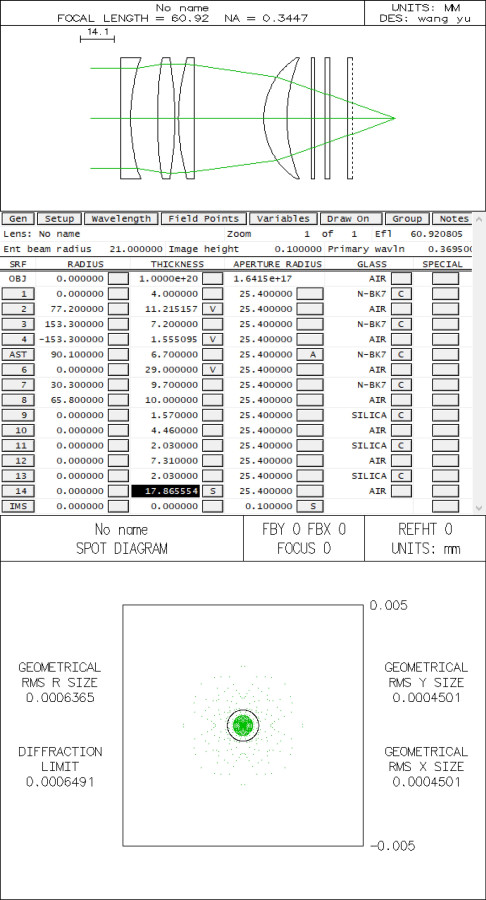 No name
FOCAL LENGTH = 60.92 NA = 0.3447
UNITS: MM
DES: wang yu
14.1
Gen Setup Wavelength Field Points Variables Draw On Group Notes
Lens: No name Zoom 1 of 1 Efl 60.920805
Ent beam radius 21.000000 Image height 0.100000 Primary wavln 0.36950
SRF RADIUS THICKNESS APERTURE RADIUS GLASS SPECIAL
OBJ 0.000000 1.0000e+20 1.6415e+17 AIR
1 0.000000 4.000000 25.400000 N-BK7 C
2 77.200000 11.215157 V 25.400000 AIR
3 153.300000 7.200000 25.400000 N-BK7 C
4 -153.300000 1.555095 V 25.400000 AIR
AST 90.100000 6.700000 25.400000 A N-BK7 C
6 0.000000 29.000000 V 25.400000 AIR
7 30.300000 9.700000 25.400000 N-BK7 C
8 65.800000 10.000000 25.400000 AIR
9 0.000000 1.570000 25.400000 SILICA C
10 0.000000 4.460000 25.400000 AIR
11 0.000000 2.030000 25.400000 SILICA C
12 0.000000 7.310000 25.400000 AIR
13 0.000000 2.030000 25.400000 SILICA C
14 0.000000 17.865554 S 25.400000 AIR
IMS 0.000000 0.000000 0.100000 S
No name
SPOT DIAGRAM
FBY 0 FBX 0
FOCUS 0
REFHT 0
UNITS: mm
0.005
GEOMETRICAL
RMS R SIZE
0.0006365
GEOMETRICAL
RMS Y SIZE
0.0004501
DIFFRACTION
LIMIT
0.0006491
GEOMETRICAL
RMS X SIZE
0.0004501
-0.005